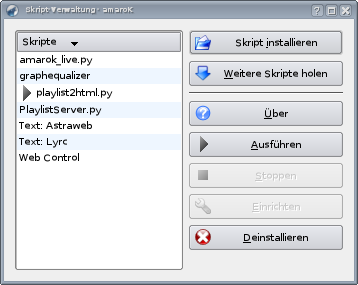 Skript Verwaltung- amaroK
Skripte
amarok_live.py
graphequalizer
playlist2html.py
PlaylistServer.py
Text: Astraweb
Text: Lyrc
Web Control
Skript installieren
Weitere Skripte holen
Über
Ausführen
Stoppen
Einrichten
Deinstallieren